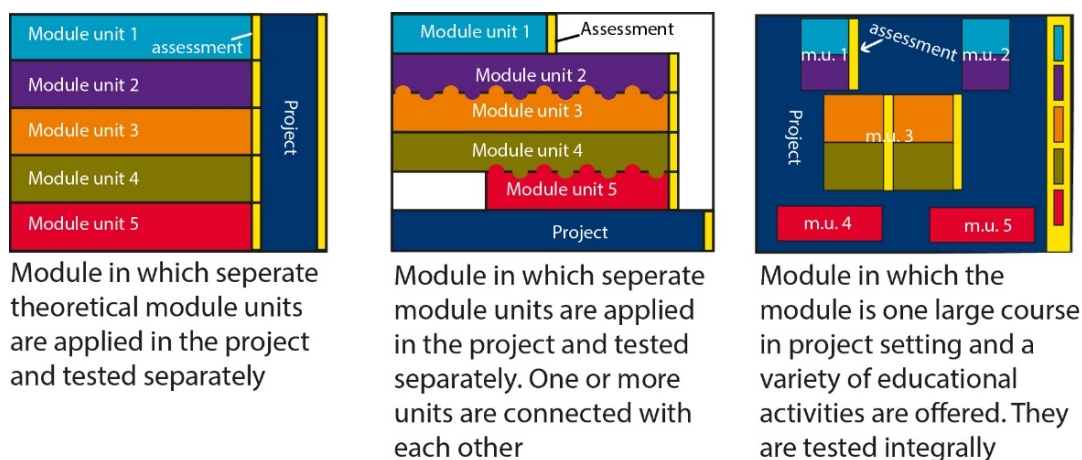 Module unit 1
assessment
Module unit 2
Module unit 3
Module unit 4
Module unit 5
Project
Module in which seperate
theoretical module units
are applied in the project
and tested separately
Module unit 1
Assessment
Module unit 2
Module unit 3
Module unit 4
Module unit 5
Project
Module in which seperate
module units are applied
in the project and tested
separately. One or more
units are connected with
each other
m.u. 1
assessment
m.u. 2
Project
m.u. 3
m.u. 4
m.u. 5
Module in which the
module is one large course
in project setting and a
variety of educational
activities are offered. They
are tested integrally